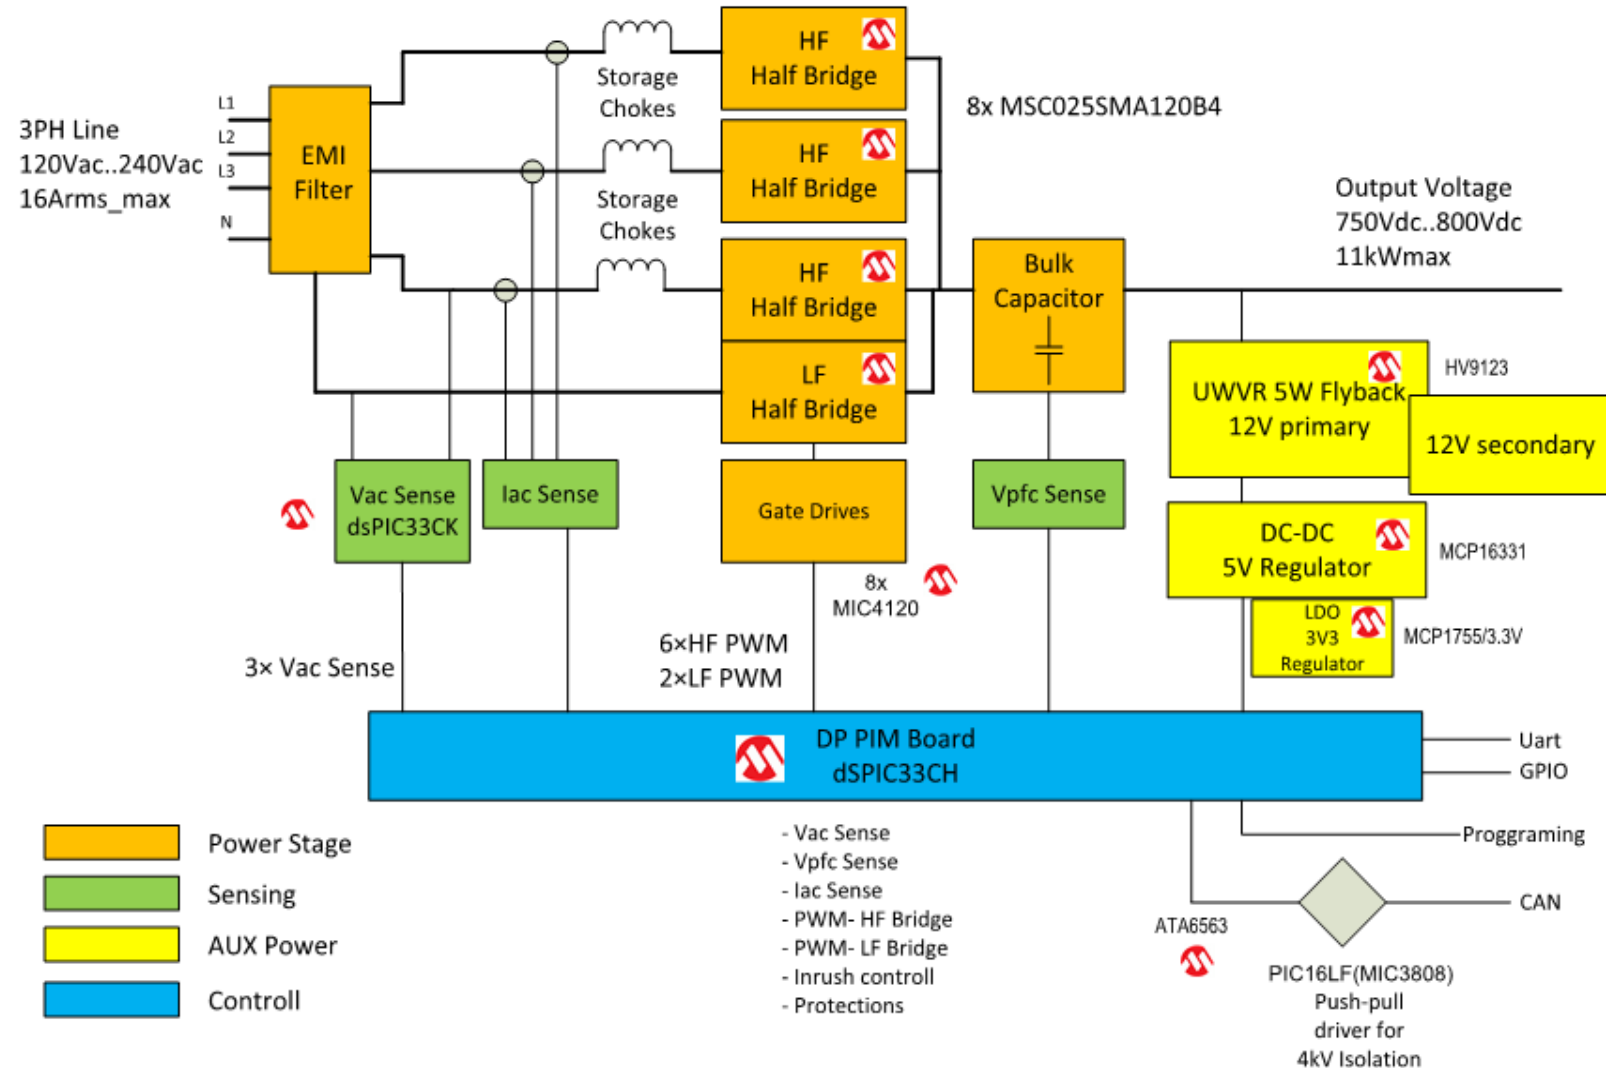 3PH Line
120Vac..240Vac
16Arms_max
L1
L2
L3
N
EMI
Filter
Storage
Chokes
Storage
Chokes
HF
Half Bridge
HF
Half Bridge
HF
Half Bridge
LF
Half Bridge
8x MSC025SMA120B4
Bulk
Capacitor
Output Voltage
750Vdc..800Vdc
11kWmax
UWVR 5W Flyback
12V primary
HV9123
12V secondary
Vac Sense
dsPIC33CK
Iac Sense
Gate Drives
Vpfc Sense
DC-DC
5V Regulator
MCP16331
8x
MIC4120
LDO
3V3
Regulator
MCP1755/3.3V
3× Vac Sense
6×HF PWM
2×LF PWM
DP PIM Board
dSPIC33CH
Uart
GPIO
Proggraming
CAN
ATA6563
PIC16LF(MIC3808)
Push-pull
driver for
4kV Isolation
Power Stage
Sensing
AUX Power
Controll
- Vac Sense
- Vpfc Sense
- Iac Sense
- PWM- HF Bridge
- PWM- LF Bridge
- Inrush controll
- Protections